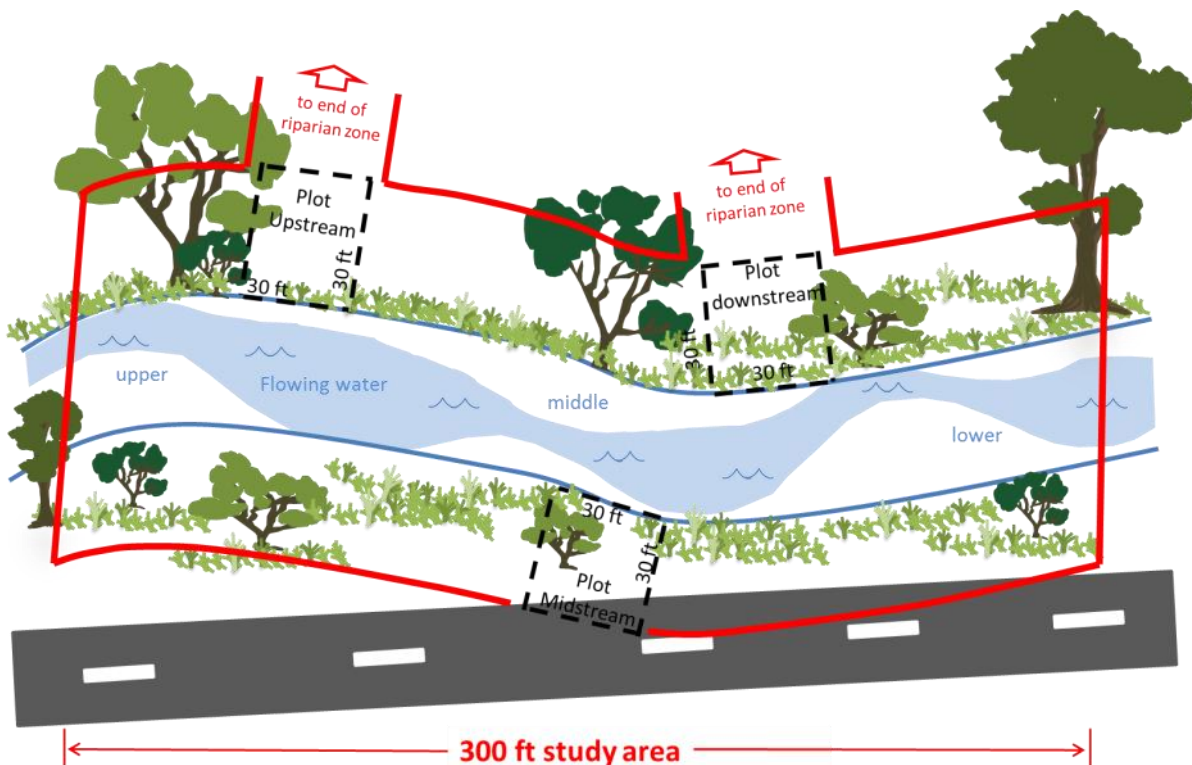 to end of
riparian zone
to end of
riparian zone
Plot
Upstream
30 ft
30 ft
Plot
downstream
30 ft
30 ft
upper
Flowing water
middle
lower
30 ft
30 ft
Plot
Midstream
300 ft study area